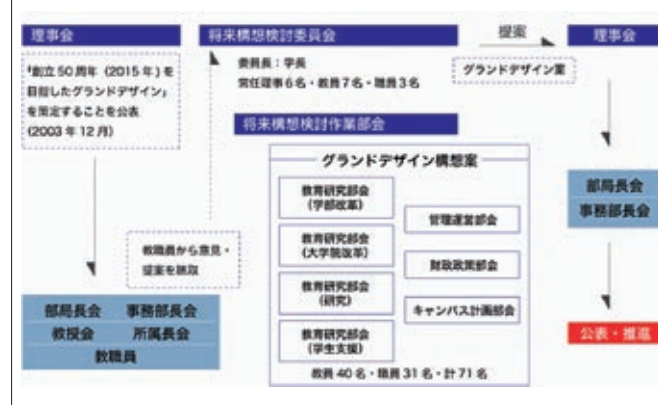 理事会
「創立50周年(2015年)を
目指したグランドデザイン」
を策定することを公表
(2003年12月)
教職員から意見・
提案を聴取
部局長会 事務部長会
教授会 所属長会
教職員
将来構想検討委員会
委員長:学長
常任理事6名・教員7名・職員3名
将来構想検討作業部会
グランドデザイン構想案
教育研究部会
(学部改革)
教育研究部会
(大学院改革)
教育研究部会
(研究)
教育研究部会
(学生支援)
管理運営部会
財政政策部会
キャンパス計画部会
教員40名・職員31名・計71名
提案
グランドデザイン案
理事会
部局長会
事務部長会
公表・推進